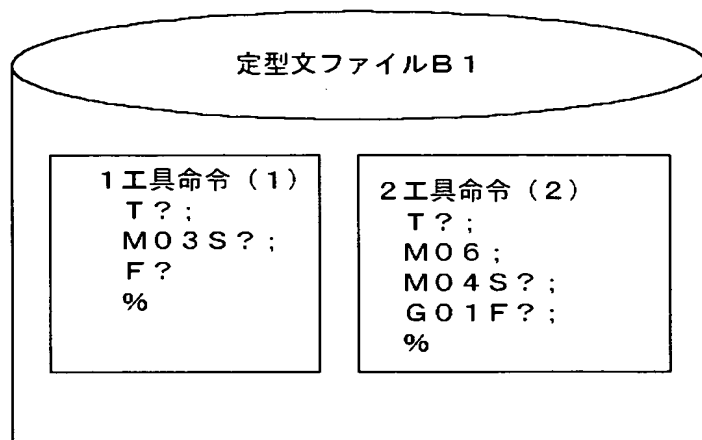 定型文ファイルB1
1工具命令(1)
T?;
M03S?;
F?
%
2工具命令(2)
T?;
M06;
M04S?;
G01F?;
%